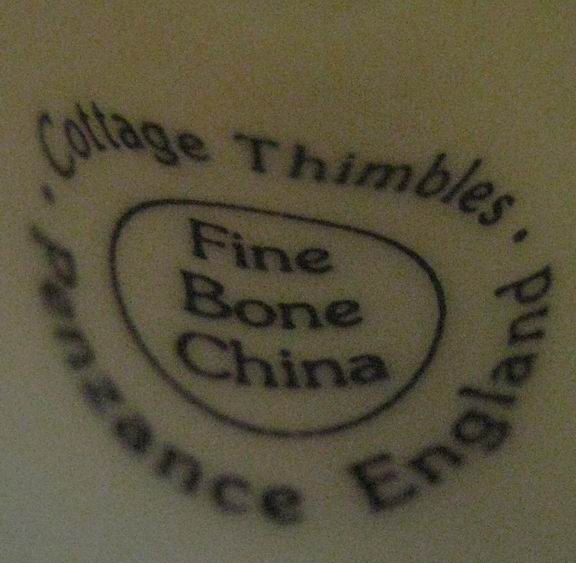 Cottage Thimbles
Fine
Bone
China
Penzance England